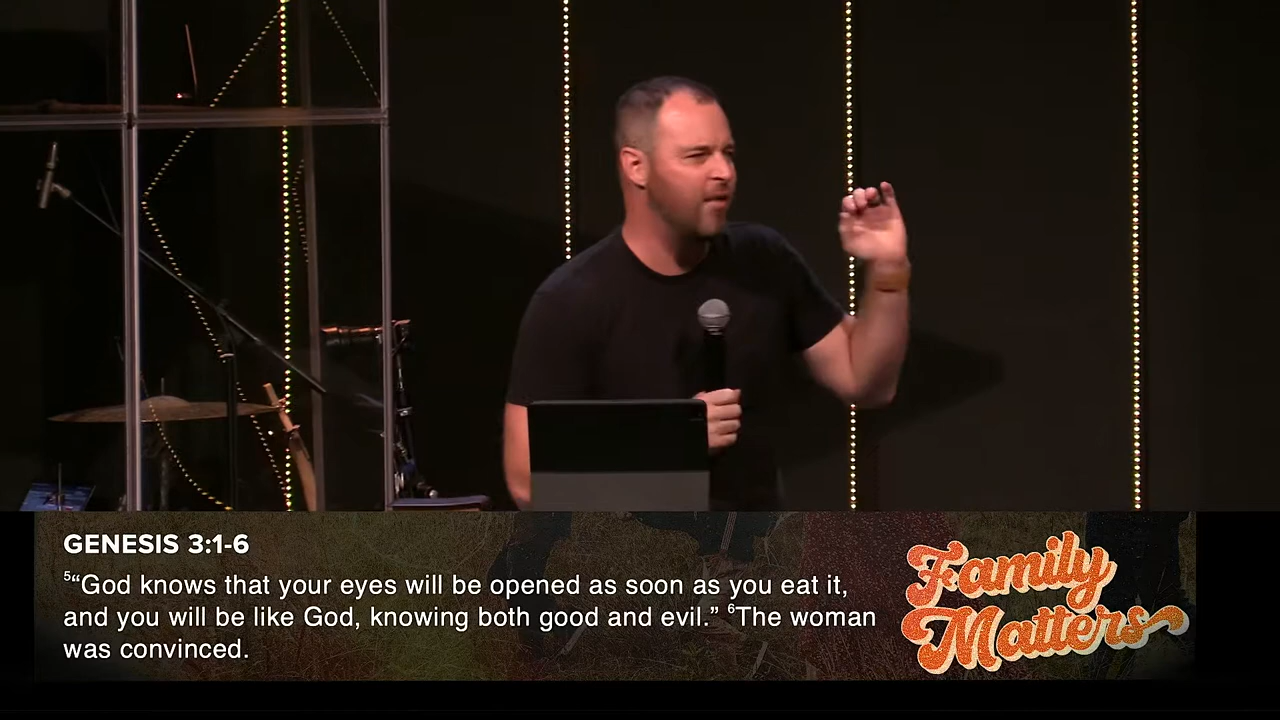 GENESIS 3:1-6
⁵“God knows that your eyes will be opened as soon as you eat it,
and you will be like God, knowing both good and evil.” ⁶The woman
was convinced.
Family
Matters